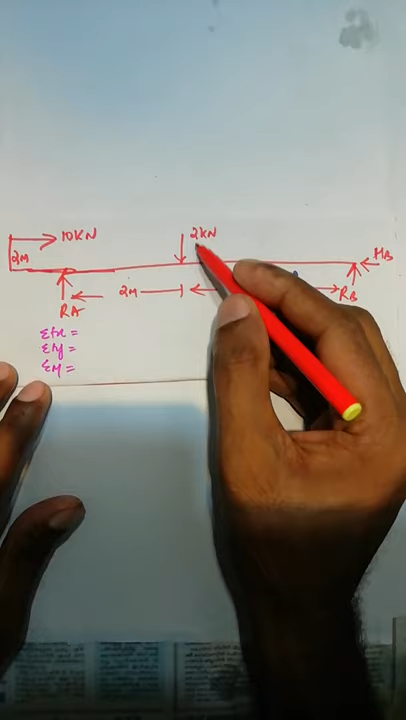 10KN
2KN
HB
2M
2M
RB
RA
Σfx =
Σfy =
ΣM =